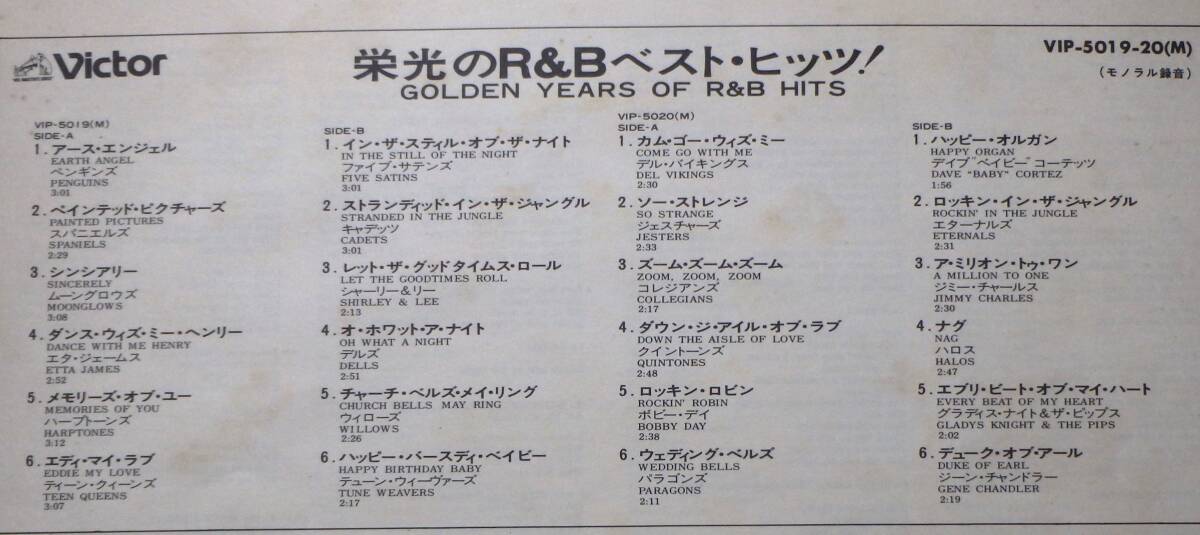 Victor
栄光のR&Bベスト・ヒッツ!
GOLDEN YEARS OF R&B HITS
VIP-5019-20(M)
(モノラル録音)
VIP-5019(M)
SIDE-A
1. アース・エンジェル
EARTH ANGEL
ペンギンズ
PENGUINS
3:01
2. ペインテッド・ピクチャーズ
PAINTED PICTURES
スパニエルズ
SPANIELS
2:29
3. シンシアリー
SINCERELY
ムーングロウズ
MOONGLOWS
3:08
4. ダンス・ウィズ・ミー・ヘンリー
DANCE WITH ME HENRY
エタ・ジェームス
ETTA JAMES
2:52
5. メモリーズ・オブ・ユー
MEMORIES OF YOU
ハープトーンズ
HARPTONES
3:12
6. エディ・マイ・ラブ
EDDIE MY LOVE
ティーン・クィーンズ
TEEN QUEENS
3:07
SIDE-B
1. イン・ザ・スティル・オブ・ザ・ナイト
IN THE STILL OF THE NIGHT
ファイブ・サテンズ
FIVE SATINS
3:01
2. ストランディッド・イン・ザ・ジャングル
STRANDED IN THE JUNGLE
キャデッツ
CADETS
3:01
3. レット・ザ・グッドタイムス・ロール
LET THE GOODTIMES ROLL
シャーリー&リー
SHIRLEY & LEE
2:13
4. オ・ホワット・ア・ナイト
OH WHAT A NIGHT
デルズ
DELLS
2:51
5. チャーチ・ベルズ・メイ・リング
CHURCH BELLS MAY RING
ウィローズ
WILLOWS
2:26
6. ハッピー・バースディ・ベイビー
HAPPY BIRTHDAY BABY
テューン・ウィーヴァーズ
TUNE WEAVERS
2:17
VIP-5020(M)
SIDE-A
1. カム・ゴー・ウィズ・ミー
COME GO WITH ME
デル・バイキングス
DEL VIKINGS
2:30
2. ソー・ストレンジ
SO STRANGE
ジェスチャーズ
JESTERS
2:33
3. ズーム・ズーム・ズーム
ZOOM, ZOOM, ZOOM
コレジアンズ
COLLEGIANS
2:17
4. ダウン・ジ・アイル・オブ・ラブ
DOWN THE AISLE OF LOVE
クイントーンズ
QUINTONES
2:48
5. ロッキン・ロビン
ROCKIN' ROBIN
ボビー・デイ
BOBBY DAY
2:38
6. ウェディング・ベルズ
WEDDING BELLS
パラゴンズ
PARAGONS
2:11
SIDE-B
1. ハッピー・オルガン
HAPPY ORGAN
デイブ"ベイビー"コーテッツ
DAVE "BABY" CORTEZ
1:56
2. ロッキン・イン・ザ・ジャングル
ROCKIN' IN THE JUNGLE
エターナルズ
ETERNALS
2:31
3. ア・ミリオン・トゥ・ワン
A MILLION TO ONE
ジミー・チャールス
JIMMY CHARLES
2:30
4. ナグ
NAG
ハロス
HALOS
2:47
5. エブリ・ビート・オブ・マイ・ハート
EVERY BEAT OF MY HEART
グラディス・ナイト&ザ・ピップス
GLADYS KNIGHT & THE PIPS
2:02
6. デューク・オブ・アール
DUKE OF EARL
ジーン・チャンドラー
GENE CHANDLER
2:19